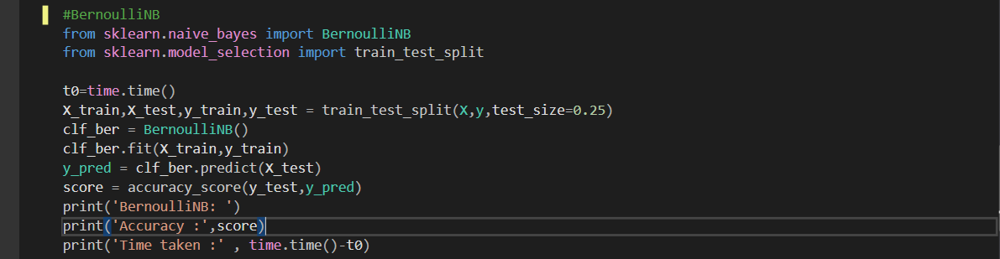 #BernoulliNB
from sklearn.naive_bayes import BernoulliNB
from sklearn.model_selection import train_test_split
t0=time.time()
X_train,X_test,y_train,y_test = train_test_split(X,y,test_size=0.25)
clf_ber = BernoulliNB()
clf_ber.fit(X_train,y_train)
y_pred = clf_ber.predict(X_test)
score = accuracy_score(y_test,y_pred)
print('BernoulliNB: ')
print('Accuracy :',score)
print('Time taken :' , time.time()-t0)